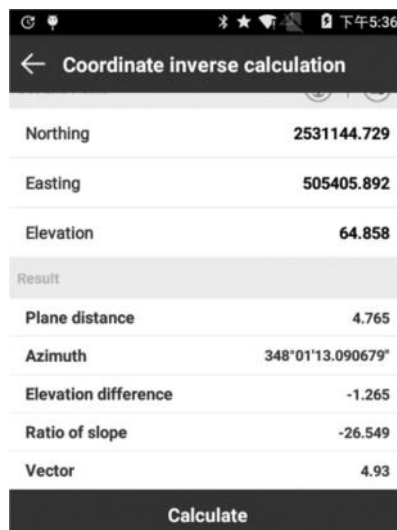 下午5:36
Coordinate inverse calculation
Northing 2531144.729
Easting 505405.892
Elevation 64.858
Result
Plane distance 4.765
Azimuth 348°01'13.090679"
Elevation difference -1.265
Ratio of slope -26.549
Vector 4.93
Calculate